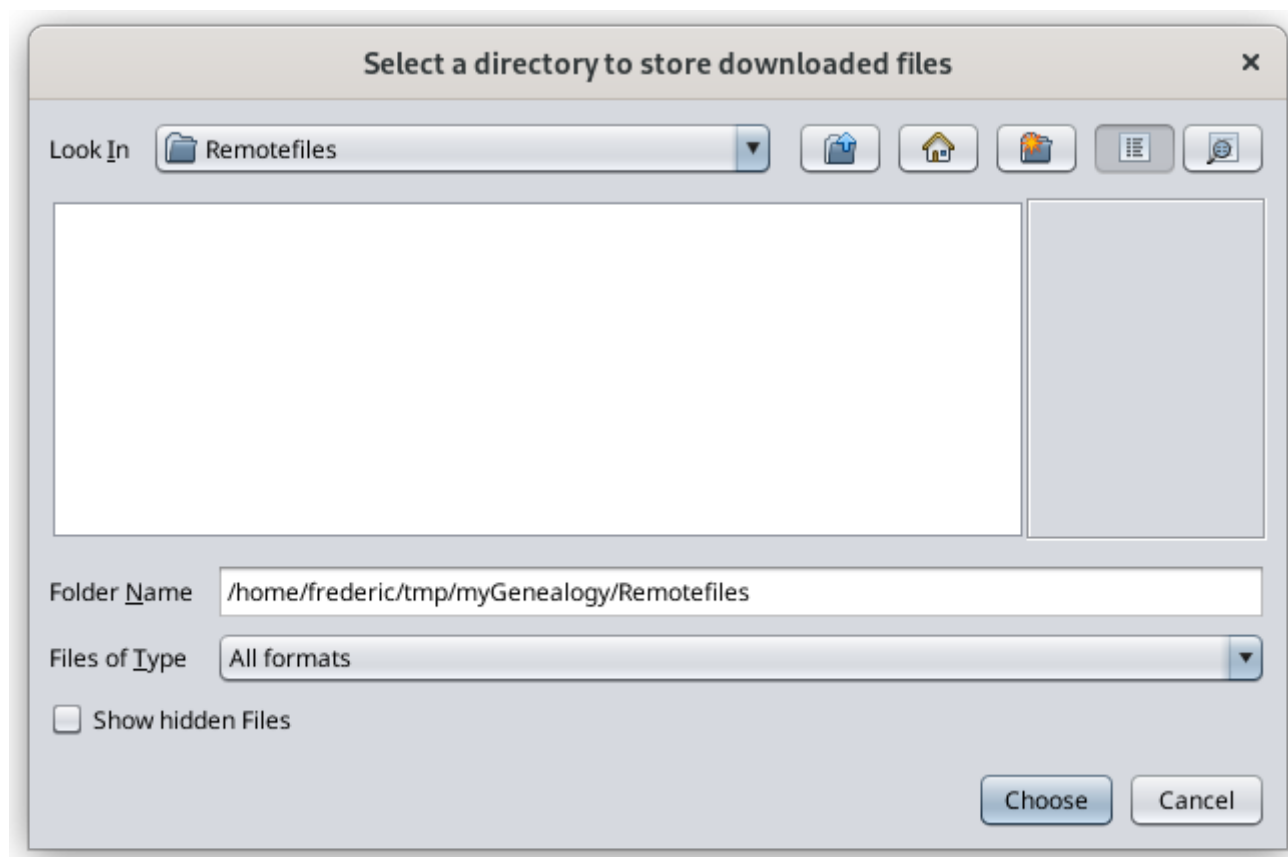 Select a directory to store downloaded files
Look In Remotefiles
Folder Name /home/frederic/tmp/myGenealogy/Remotefiles
Files of Type All formats
Show hidden Files
Choose Cancel